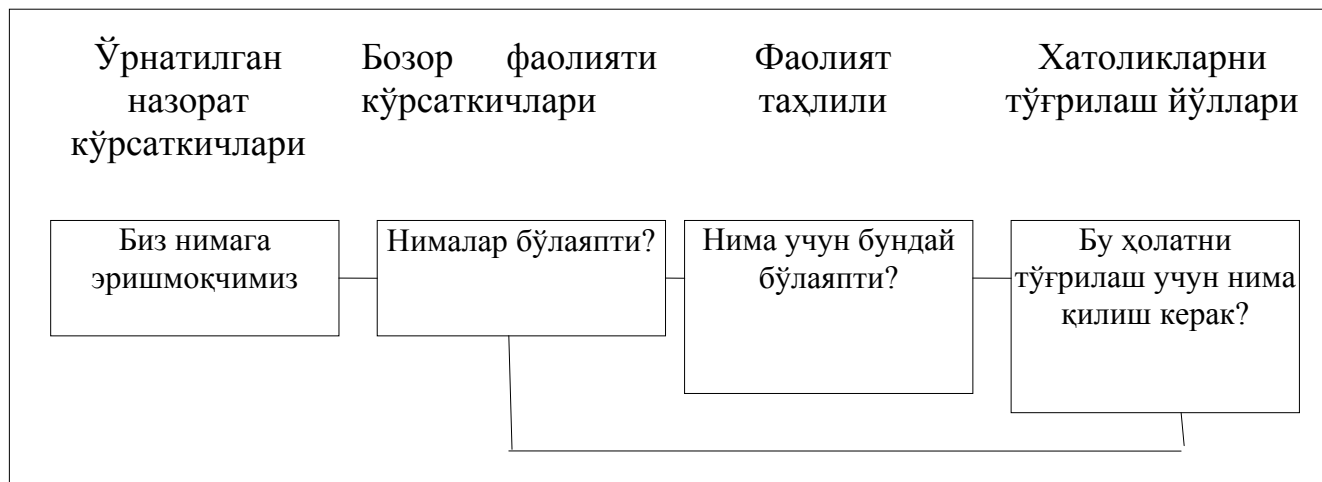 Ўрнатилган
назорат
кўрсаткичлари
Бозор фаолияти
кўрсаткичлари
Фаолият
таҳлили
Хатоликларни
тўғрилаш йўллари
Биз нимага
эришмоқчимиз
Нималар бўлаяпти?
Нима учун бундай
бўлаяпти?
Бу ҳолатни
тўғрилаш учун нима
қилиш керак?